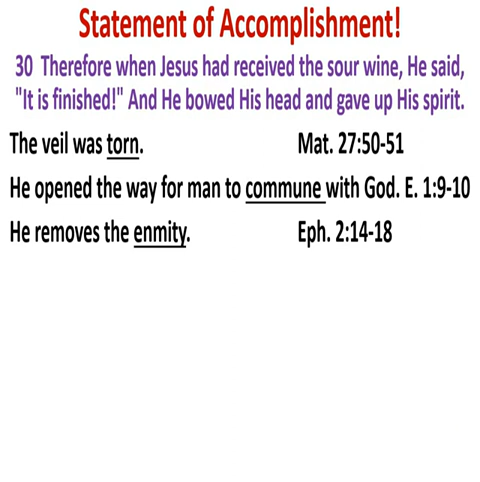 Statement of Accomplishment!
30 Therefore when Jesus had received the sour wine, He said,
"It is finished!" And He bowed His head and gave up His spirit.
The veil was torn. Mat. 27:50-51
He opened the way for man to commune with God. E. 1:9-10
He removes the enmity. Eph. 2:14-18